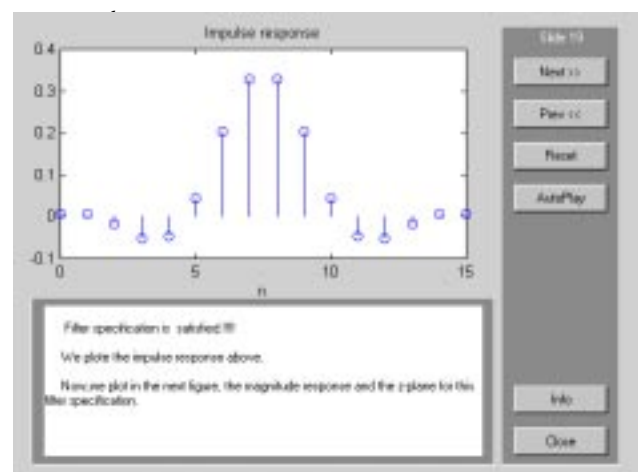 Impulse response
Slide 19
0.4
0.3
0.2
0.1
0
-0.1
0
5
10
15
n
Next >>
Prev <<
Reset
AutoPlay
Filter specification is satisfied !!!!
We plote the impulse response above.
Now,we plot in the next figure, the magnitude response and the z-plane for this
filter specification.
Info
Close